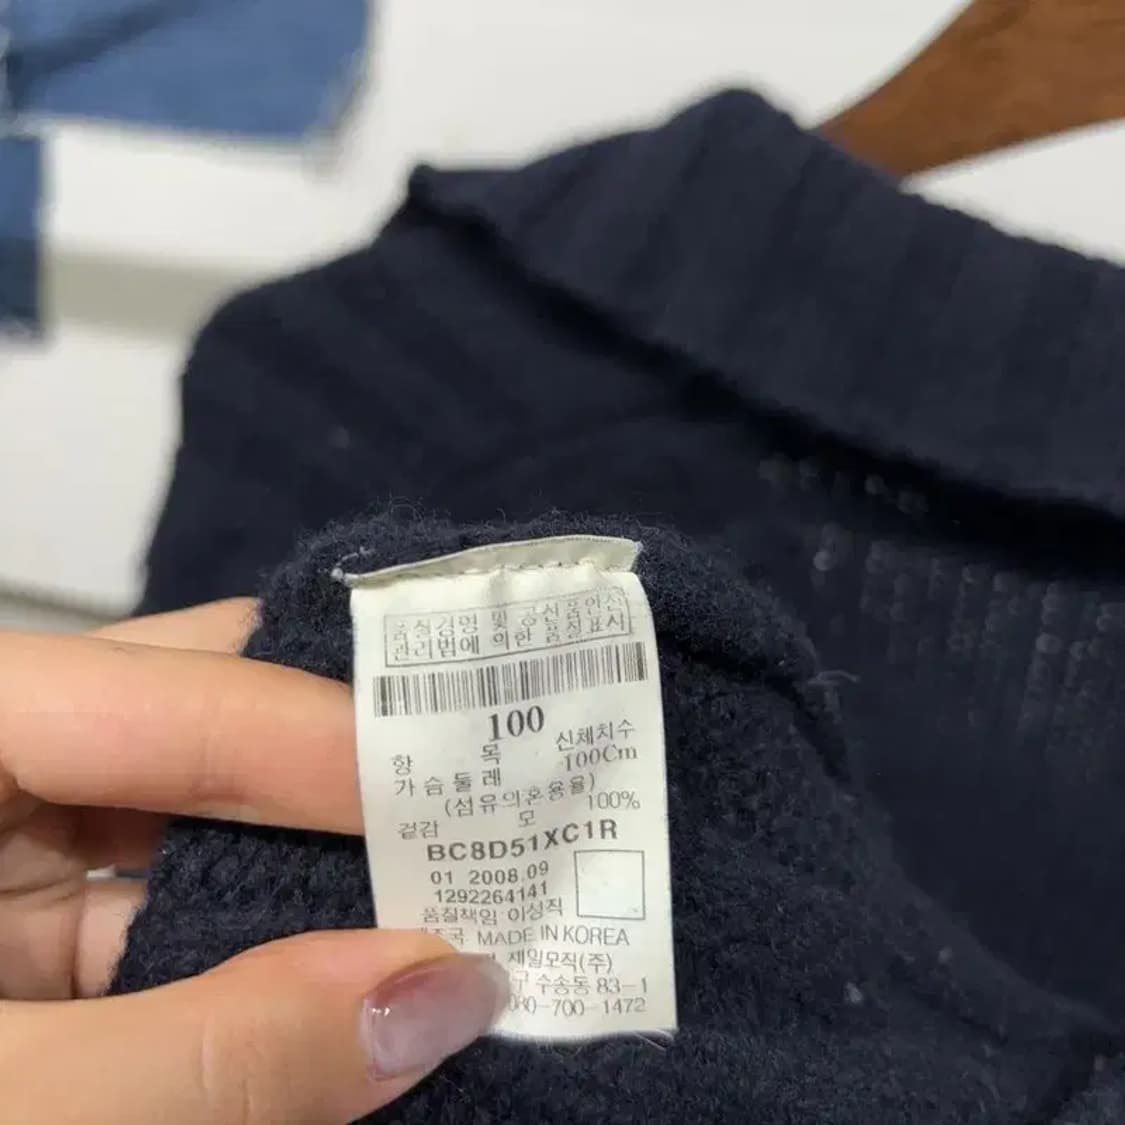 품질경영 및 공산품안전
관리법에 의한 품질표시
100
항 목 신체치수
가슴둘레 100Cm
(섬유의혼용율)
겉감 모 100%
BC8D51XC1R
01 2008.09
1292264141
품질책임 이성직
MADE IN KOREA
제일모직(주)
수송동 83-1
080-700-1472